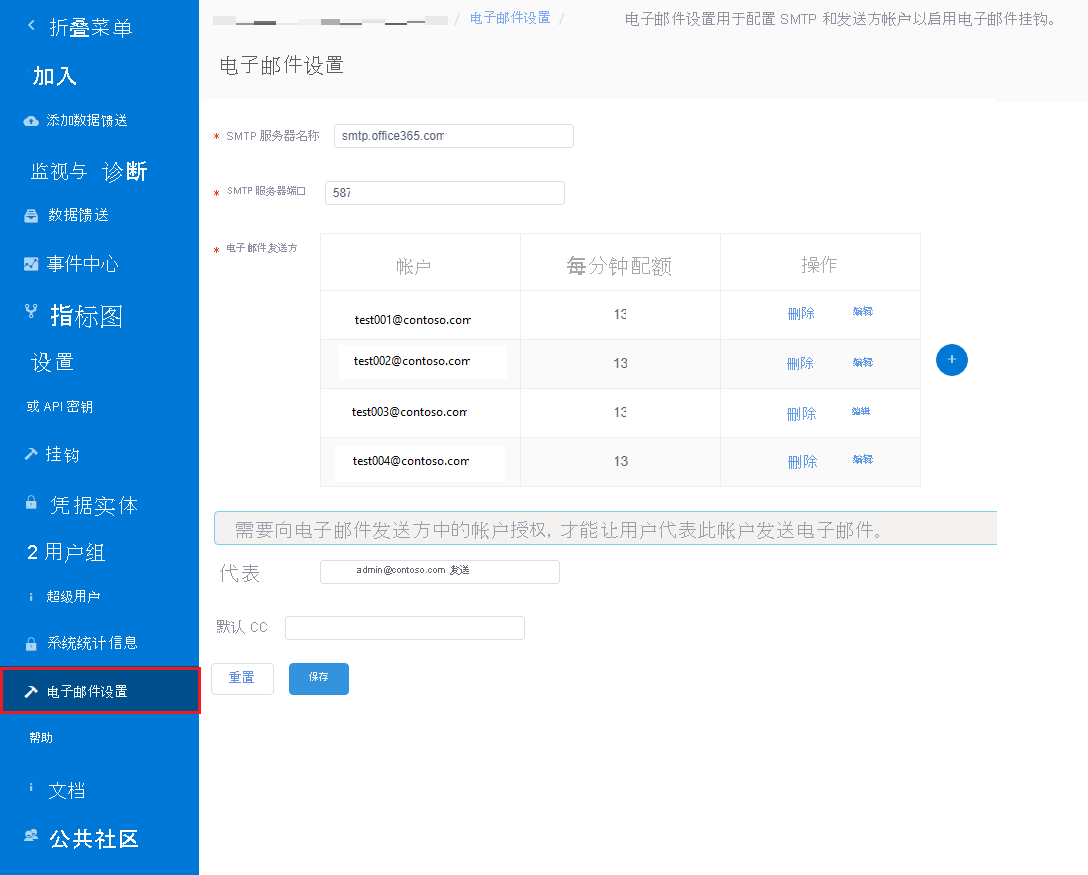 折叠菜单
加入
添加数据馈送
监视与 诊断
数据馈送
事件中心
指标图
设置
或 API 密钥
挂钩
凭据实体
2 用户组
超级用户
系统统计信息
电子邮件设置
帮助
文档
公共社区
/ 电子邮件设置 /
电子邮件设置用于配置 SMTP 和发送方帐户以启用电子邮件挂钩。
电子邮件设置
* SMTP 服务器名称 smtp.office365.com
* SMTP 服务器端口 587
* 电子邮件发送方
帐户 每分钟配额 操作
test001@contoso.com 13 删除 编辑
test002@contoso.com 13 删除 编辑
test003@contoso.com 13 删除 编辑
test004@contoso.com 13 删除 编辑
+
需要向电子邮件发送方中的帐户授权, 才能让用户代表此帐户发送电子邮件。
代表 admin@contoso.com 发送
默认 CC
重置 保存